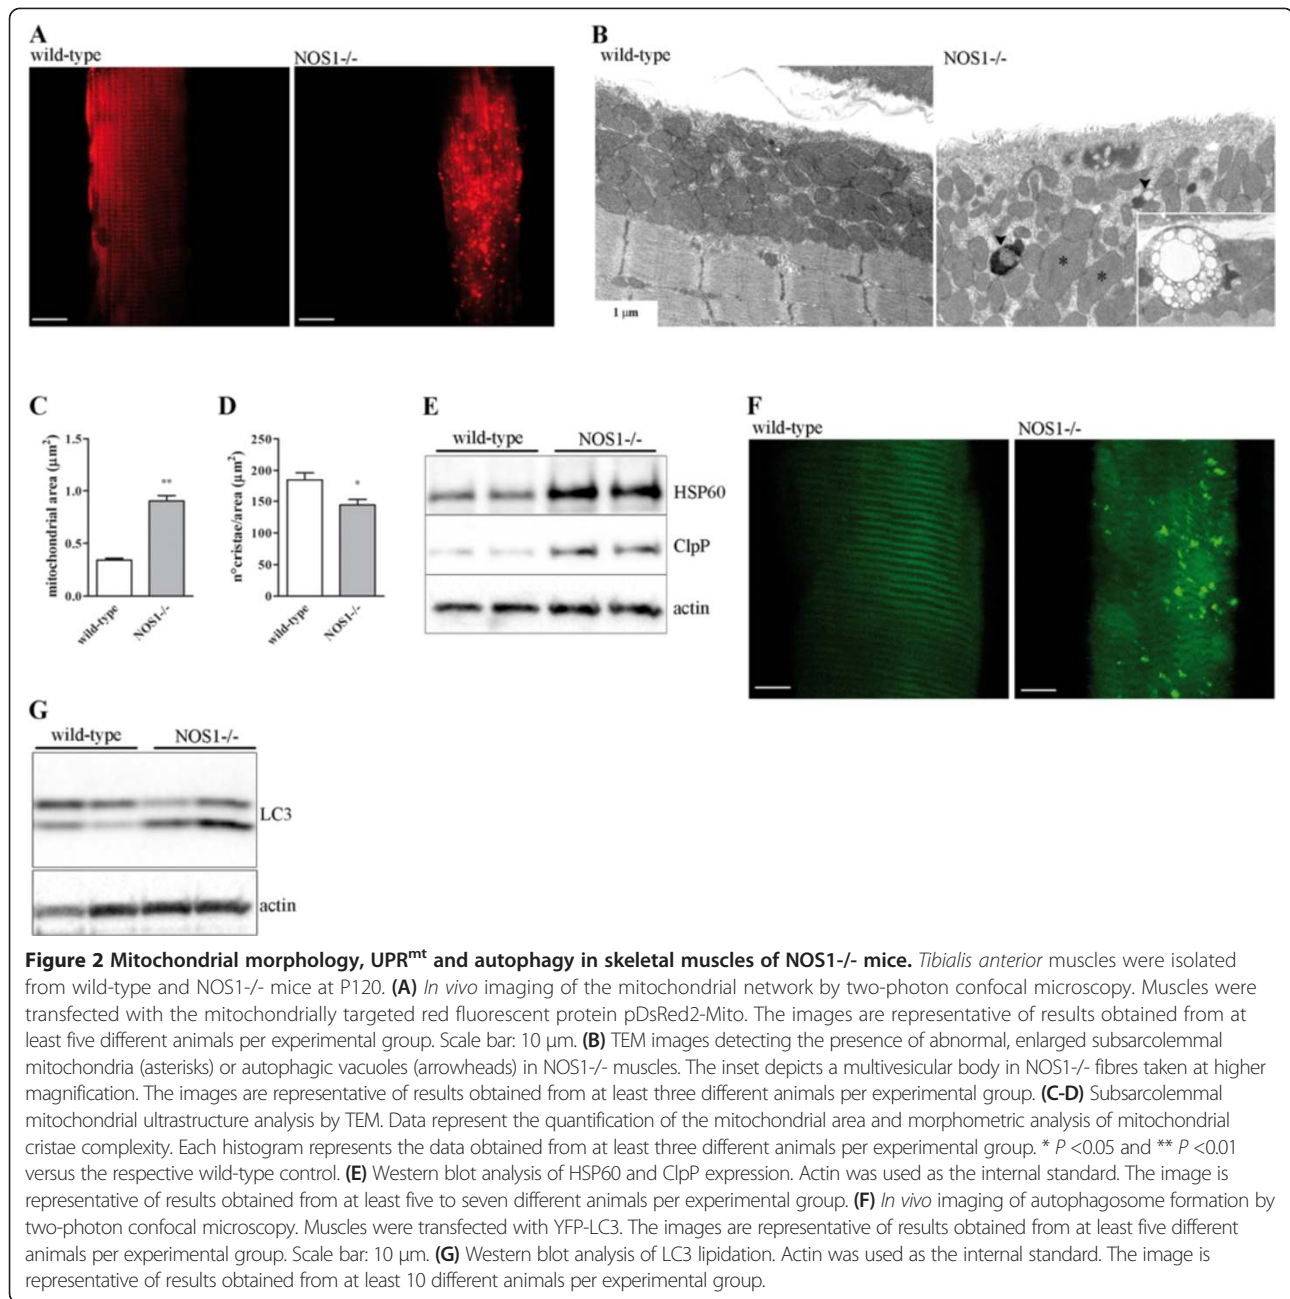 A
wild-type
NOS1-/-
B
wild-type
NOS1-/-
1 µm
*
*
C
mitochondrial area (µm²)
1.5
1.0
0.5
0.0
**
wild-type
NOS1-/-
D
n°cristae/area (µm²)
250
200
150
100
50
0
*
wild-type
NOS1-/-
E
wild-type
NOS1-/-
HSP60
ClpP
actin
F
wild-type
NOS1-/-
G
wild-type
NOS1-/-
LC3
actin
Figure 2 Mitochondrial morphology, UPRmt and autophagy in skeletal muscles of NOS1-/- mice. Tibialis anterior muscles were isolated
from wild-type and NOS1-/- mice at P120. (A) In vivo imaging of the mitochondrial network by two-photon confocal microscopy. Muscles were
transfected with the mitochondrially targeted red fluorescent protein pDsRed2-Mito. The images are representative of results obtained from at
least five different animals per experimental group. Scale bar: 10 µm. (B) TEM images detecting the presence of abnormal, enlarged subsarcolemmal
mitochondria (asterisks) or autophagic vacuoles (arrowheads) in NOS1-/- muscles. The inset depicts a multivesicular body in NOS1-/- fibres taken at higher
magnification. The images are representative of results obtained from at least three different animals per experimental group. (C-D) Subsarcolemmal
mitochondrial ultrastructure analysis by TEM. Data represent the quantification of the mitochondrial area and morphometric analysis of mitochondrial
cristae complexity. Each histogram represents the data obtained from at least three different animals per experimental group. * P <0.05 and ** P <0.01
versus the respective wild-type control. (E) Western blot analysis of HSP60 and ClpP expression. Actin was used as the internal standard. The image is
representative of results obtained from at least five to seven different animals per experimental group. (F) In vivo imaging of autophagosome formation by
two-photon confocal microscopy. Muscles were transfected with YFP-LC3. The images are representative of results obtained from at least five different
animals per experimental group. Scale bar: 10 µm. (G) Western blot analysis of LC3 lipidation. Actin was used as the internal standard. The image is
representative of results obtained from at least 10 different animals per experimental group.